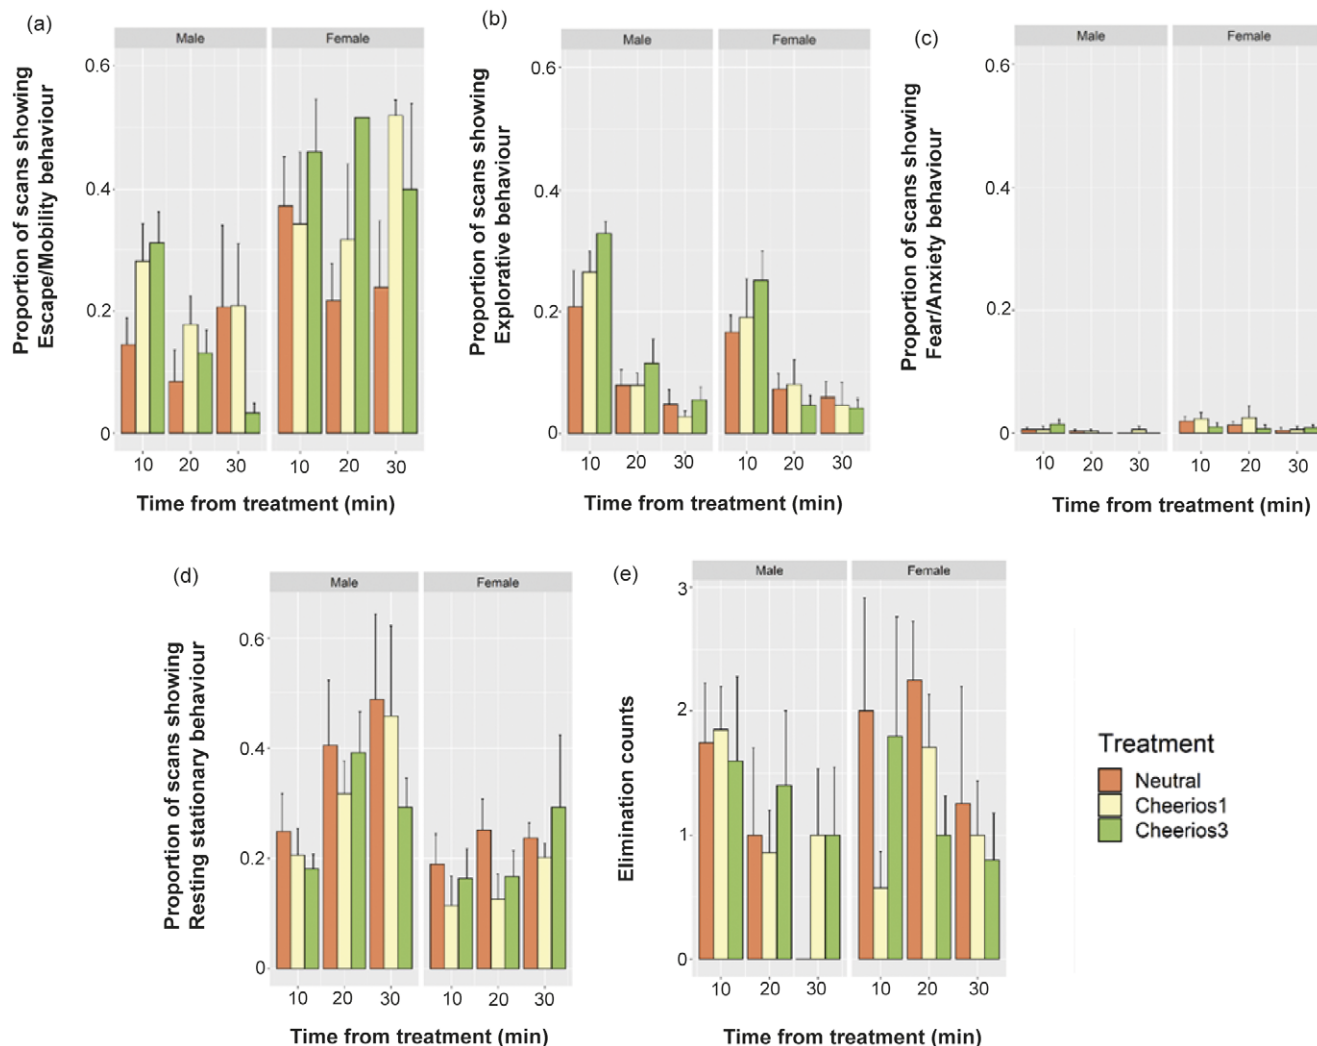 (a)
Male Female
Proportion of scans showing
Escape/Mobility behaviour
0.6
0.4
0.2
0
10 20 30 10 20 30
Time from treatment (min)
(b)
Male Female
Proportion of scans showing
Explorative behaviour
0.6
0.4
0.2
0
10 20 30 10 20 30
Time from treatment (min)
(c)
Male Female
Proportion of scans showing
Fear/Anxiety behaviour
0.6
0.4
0.2
0
10 20 30 10 20 30
Time from treatment (min)
(d)
Male Female
Proportion of scans showing
Resting stationary behaviour
0.6
0.4
0.2
0
10 20 30 10 20 30
Time from treatment (min)
(e)
Male Female
Elimination counts
3
2
1
0
10 20 30 10 20 30
Time from treatment (min)
Treatment
Neutral
Cheerios1
Cheerios3